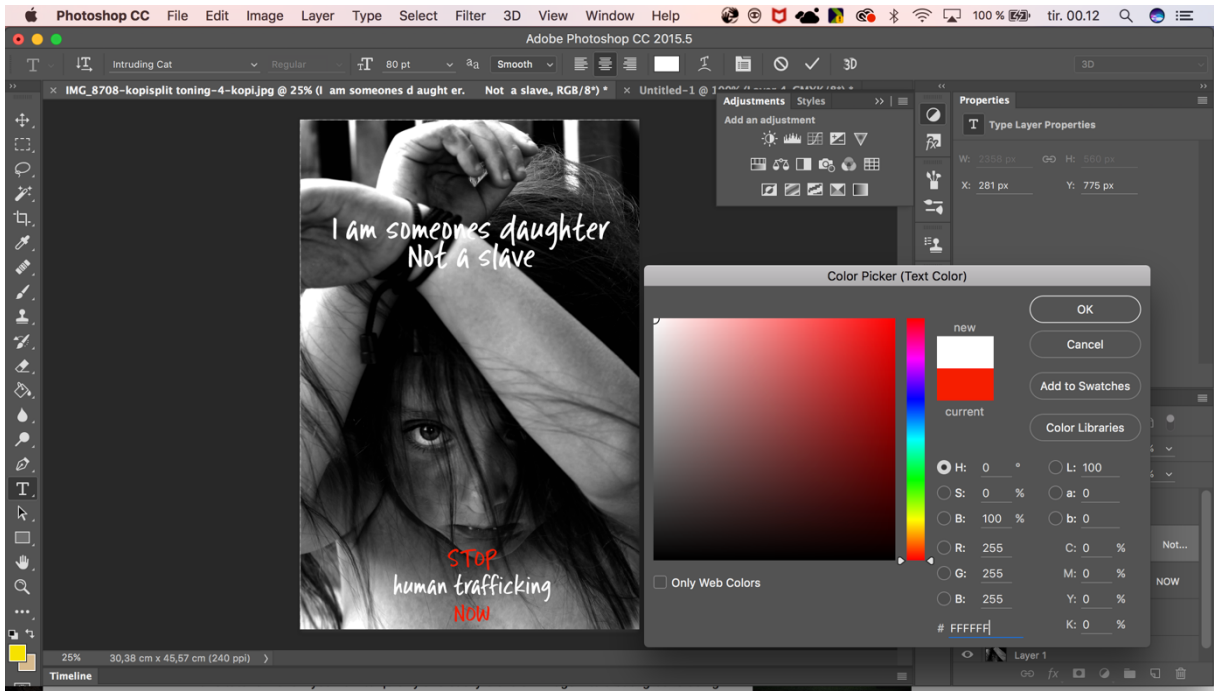 Photoshop CC File Edit Image Layer Type Select Filter 3D View Window Help 100 % tir. 00.12
Adobe Photoshop CC 2015.5
T Intruding Cat Regular 80 pt Smooth 3D 3D
× IMG_8708-kopisplit toning-4-kopi.jpg @ 25% (I am someones d aught er. Not a slave., RGB/8*) * × Untitled-1 @ 100% (Layer 4, CMYK/8*) *
Adjustments Styles
Add an adjustment
Properties
T Type Layer Properties
W: 2358 px H: 560 px
X: 281 px Y: 775 px
I am someones daughter
Not a slave
STOP
human trafficking
NOW
Color Picker (Text Color)
new
current
OK
Cancel
Add to Swatches
Color Libraries
H: 0 ° L: 100
S: 0 % a: 0
B: 100 % b: 0
R: 255 C: 0 %
G: 255 M: 0 %
B: 255 Y: 0 %
# FFFFFF K: 0 %
Only Web Colors
Not...
NOW
Layer 1
fx
25% 30,38 cm x 45,57 cm (240 ppi)
Timeline